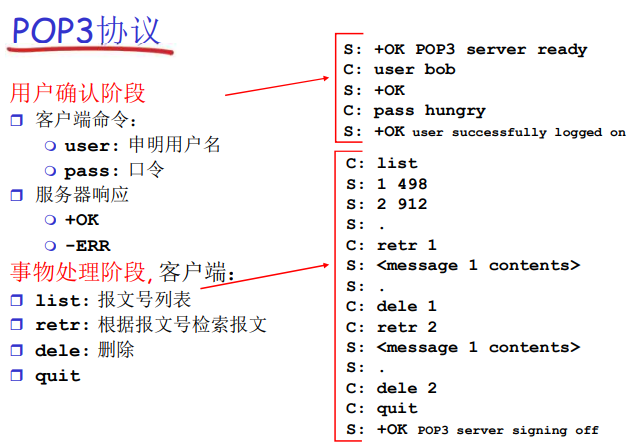 POP3协议
用户确认阶段
客户端命令:
user: 申明用户名
pass: 口令
服务器响应
+OK
-ERR
事物处理阶段, 客户端:
list: 报文号列表
retr: 根据报文号检索报文
dele: 删除
quit
S: +OK POP3 server ready
C: user bob
S: +OK
C: pass hungry
S: +OK user successfully logged on
C: list
S: 1 498
S: 2 912
S: .
C: retr 1
S: <message 1 contents>
S: .
C: dele 1
C: retr 2
S: <message 1 contents>
S: .
C: dele 2
C: quit
S: +OK POP3 server signing off